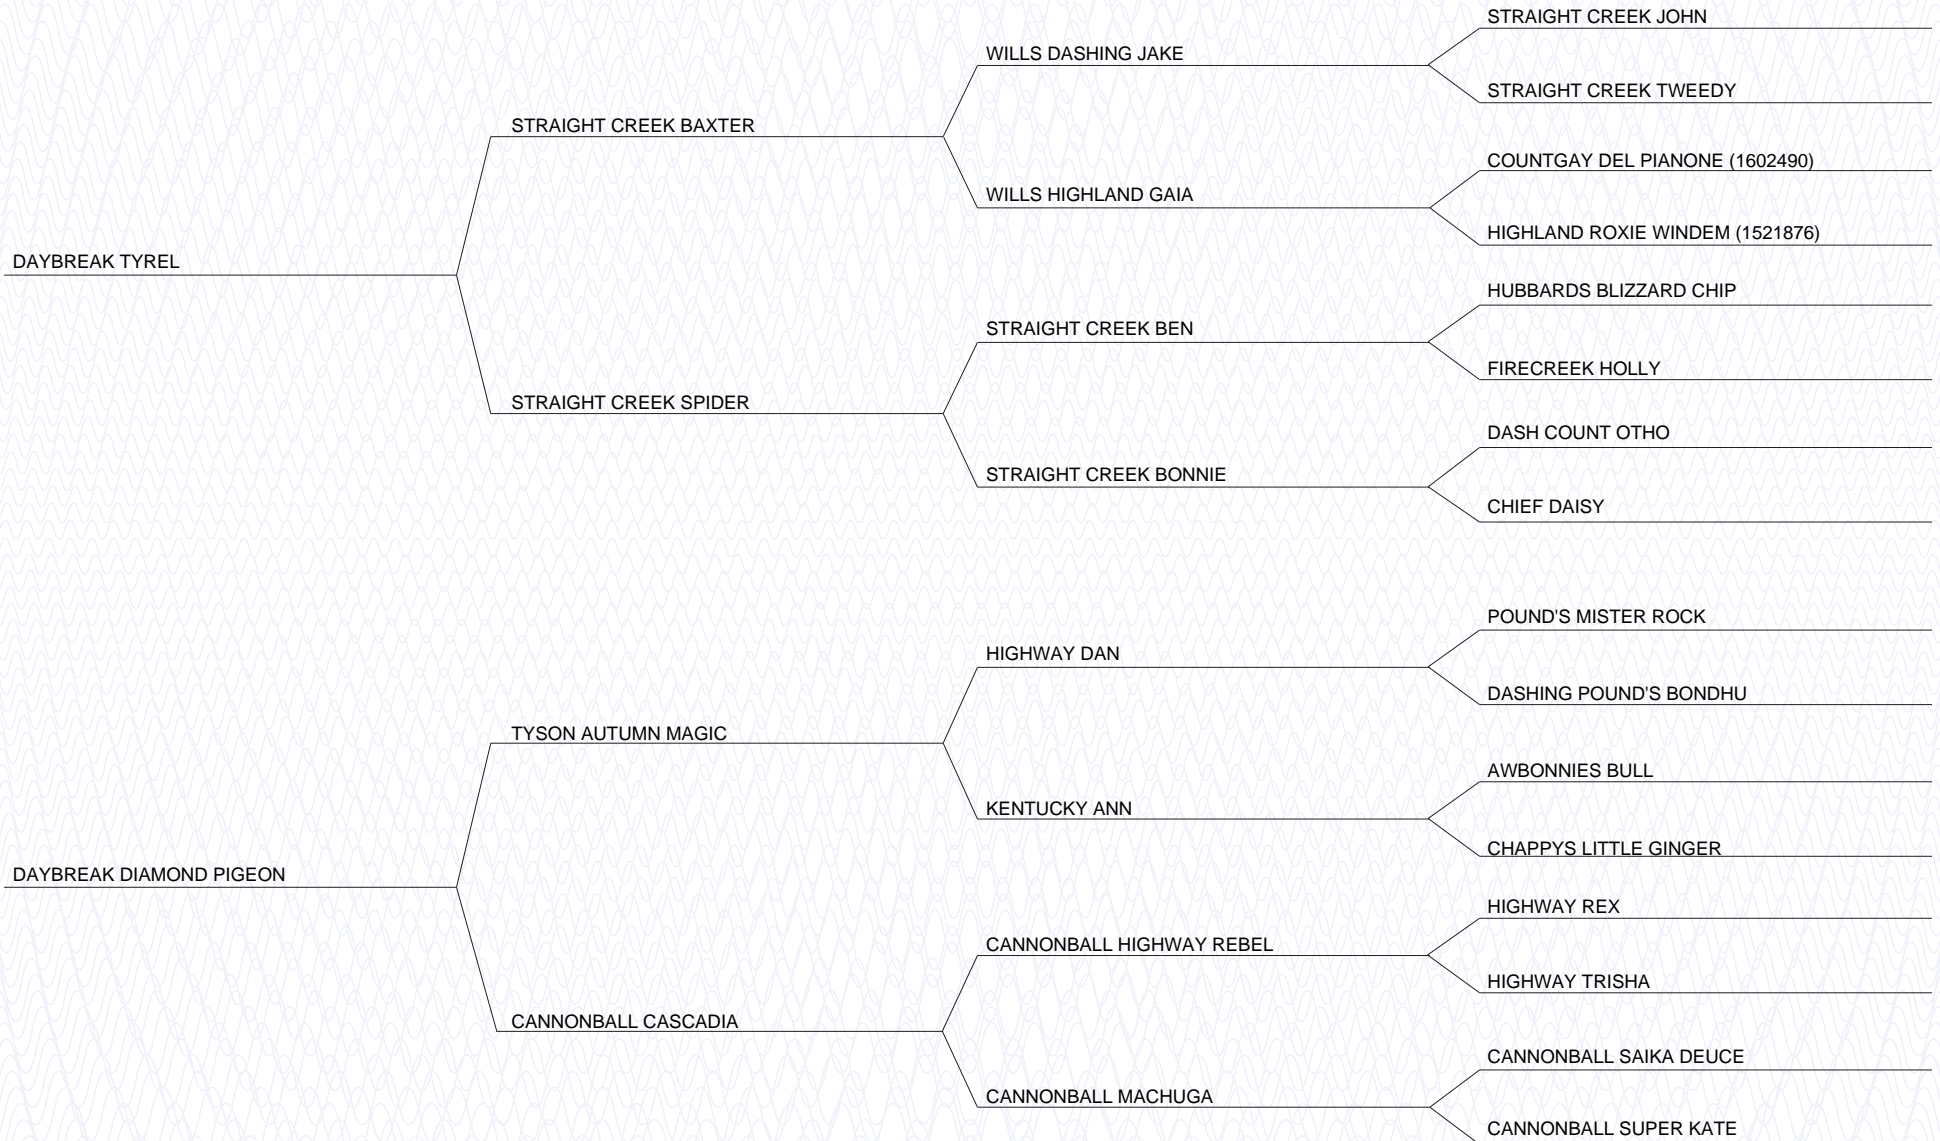 STRAIGHT CREEK JOHN
WILLS DASHING JAKE
STRAIGHT CREEK TWEEDY
STRAIGHT CREEK BAXTER
COUNTGAY DEL PIANONE (1602490)
WILLS HIGHLAND GAIA
HIGHLAND ROXIE WINDEM (1521876)
DAYBREAK TYREL
HUBBARDS BLIZZARD CHIP
STRAIGHT CREEK BEN
FIRECREEK HOLLY
STRAIGHT CREEK SPIDER
DASH COUNT OTHO
STRAIGHT CREEK BONNIE
CHIEF DAISY
POUND'S MISTER ROCK
HIGHWAY DAN
DASHING POUND'S BONDHU
TYSON AUTUMN MAGIC
AWBONNIES BULL
KENTUCKY ANN
CHAPPYS LITTLE GINGER
DAYBREAK DIAMOND PIGEON
HIGHWAY REX
CANNONBALL HIGHWAY REBEL
HIGHWAY TRISHA
CANNONBALL CASCADIA
CANNONBALL SAIKA DEUCE
CANNONBALL MACHUGA
CANNONBALL SUPER KATE